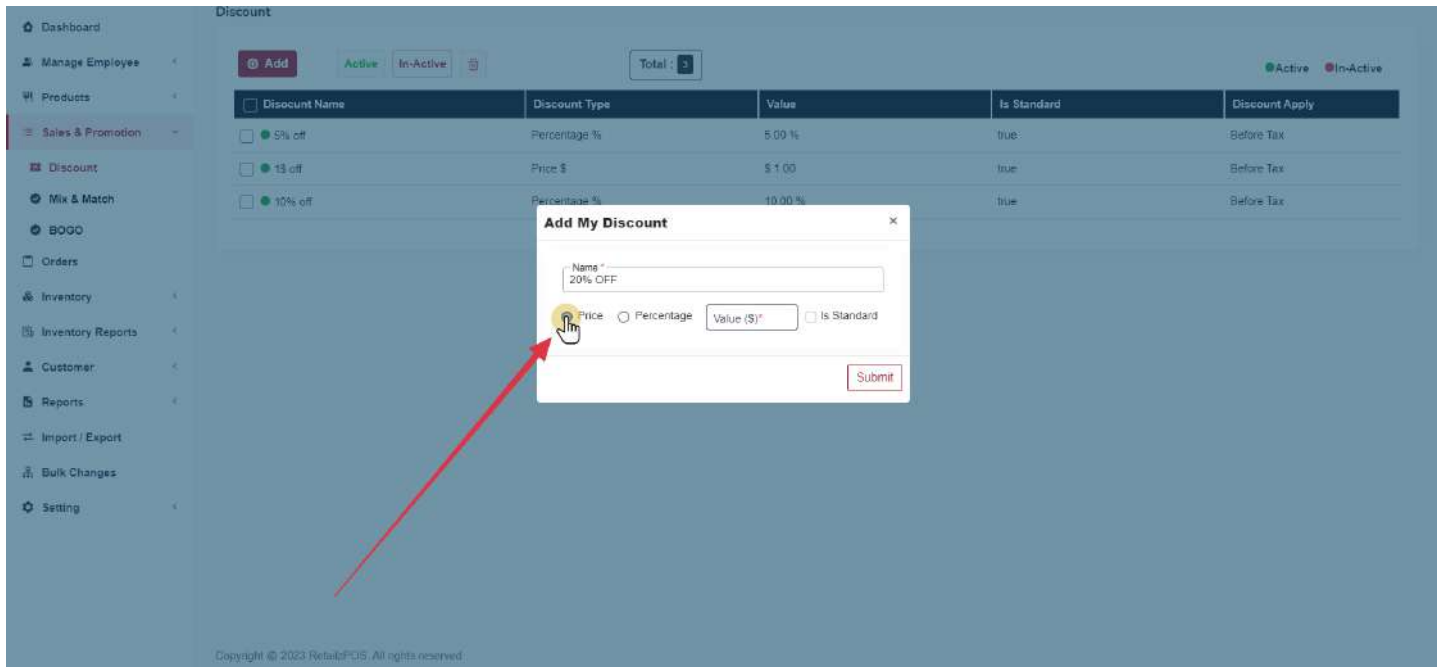 Discount
Dashboard
Manage Employee
Products
Sales & Promotion
Discount
Mix & Match
BOGO
Orders
Inventory
Inventory Reports
Customer
Reports
Import / Export
Bulk Changes
Setting
Add Active In-Active Total : 3 Active In-Active
Disocunt Name Discount Type Value Is Standard Discount Apply
5% off Percentage % 5.00 % true Before Tax
1$ off Price $ $ 1.00 true Before Tax
10% off Percentage % 10.00 % true Before Tax
Add My Discount ×
Name *
20% OFF
Price Percentage Value ($)* Is Standard
Submit
Copyright © 2023 RetailzPOS. All rights reserved